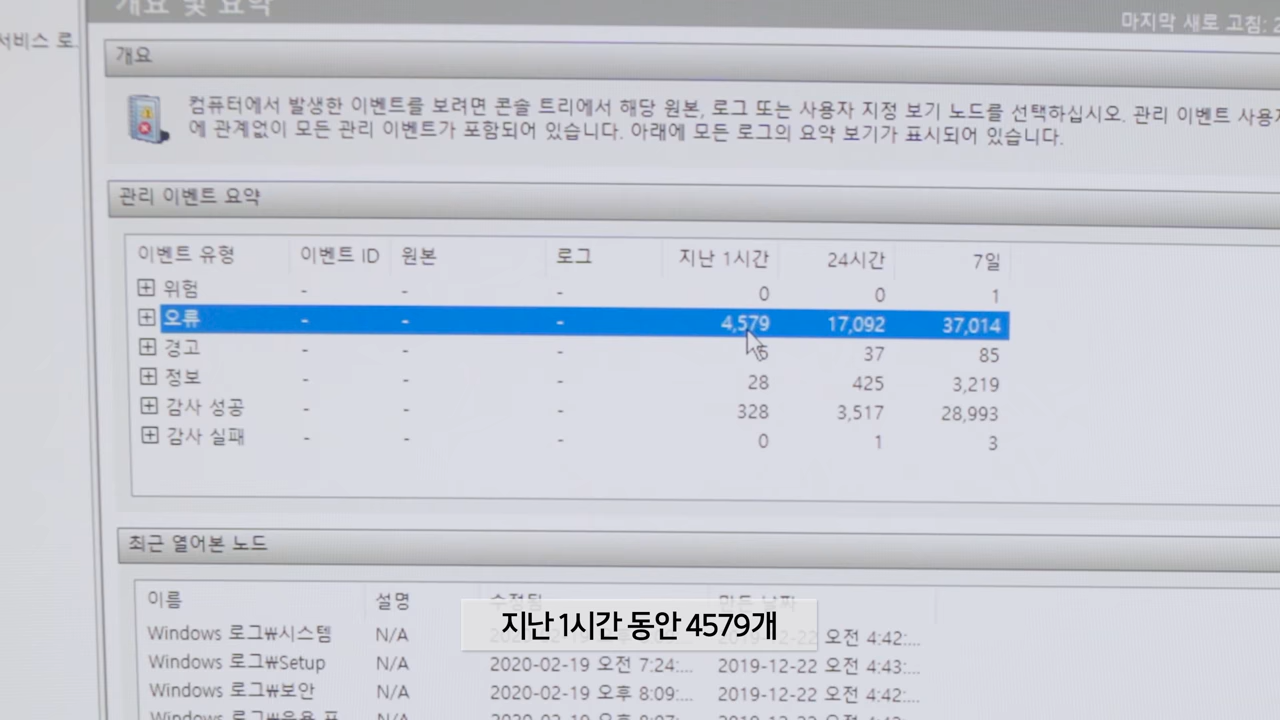 개요 및 요약
마지막 새로 고침: 2
서비스 로
개요
컴퓨터에서 발생한 이벤트를 보려면 콘솔 트리에서 해당 원본, 로그 또는 사용자 지정 보기 노드를 선택하십시오. 관리 이벤트 사용자
에 관계없이 모든 관리 이벤트가 포함되어 있습니다. 아래에 모든 로그의 요약 보기가 표시되어 있습니다.
관리 이벤트 요약
이벤트 유형 이벤트 ID 원본 로그 지난 1시간 24시간 7일
위험 - - - 0 0 1
오류 - - - 4,579 17,092 37,014
경고 - - - 37 85
정보 - - - 28 425 3,219
감사 성공 - - - 328 3,517 28,993
감사 실패 - - - 0 1 3
최근 열어본 노드
이름 설명 수정됨 만든 날짜
Windows 로그₩시스템 N/A 오전 4:42:...
Windows 로그₩Setup N/A 2020-02-19 오전 7:24:... 2019-12-22 오전 4:43:...
Windows 로그₩보안 N/A 2020-02-19 오후 8:09:... 2019-12-22 오전 4:42:...
지난 1시간 동안 4579개